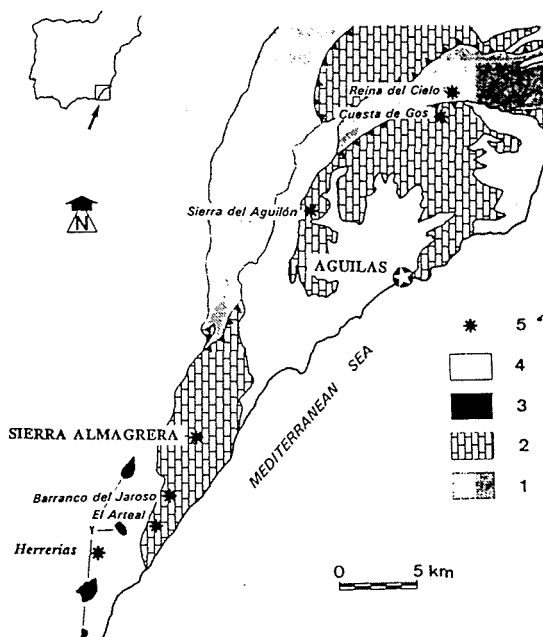 Reina del Cielo
Cuesta de Gos
N
Sierra del Aguilón
AGUILAS
MEDITERRANEAN SEA
5
4
3
2
1
SIERRA ALMAGRERA
Barranco del Jaroso
El Arteal
Herrerías
0 5 km